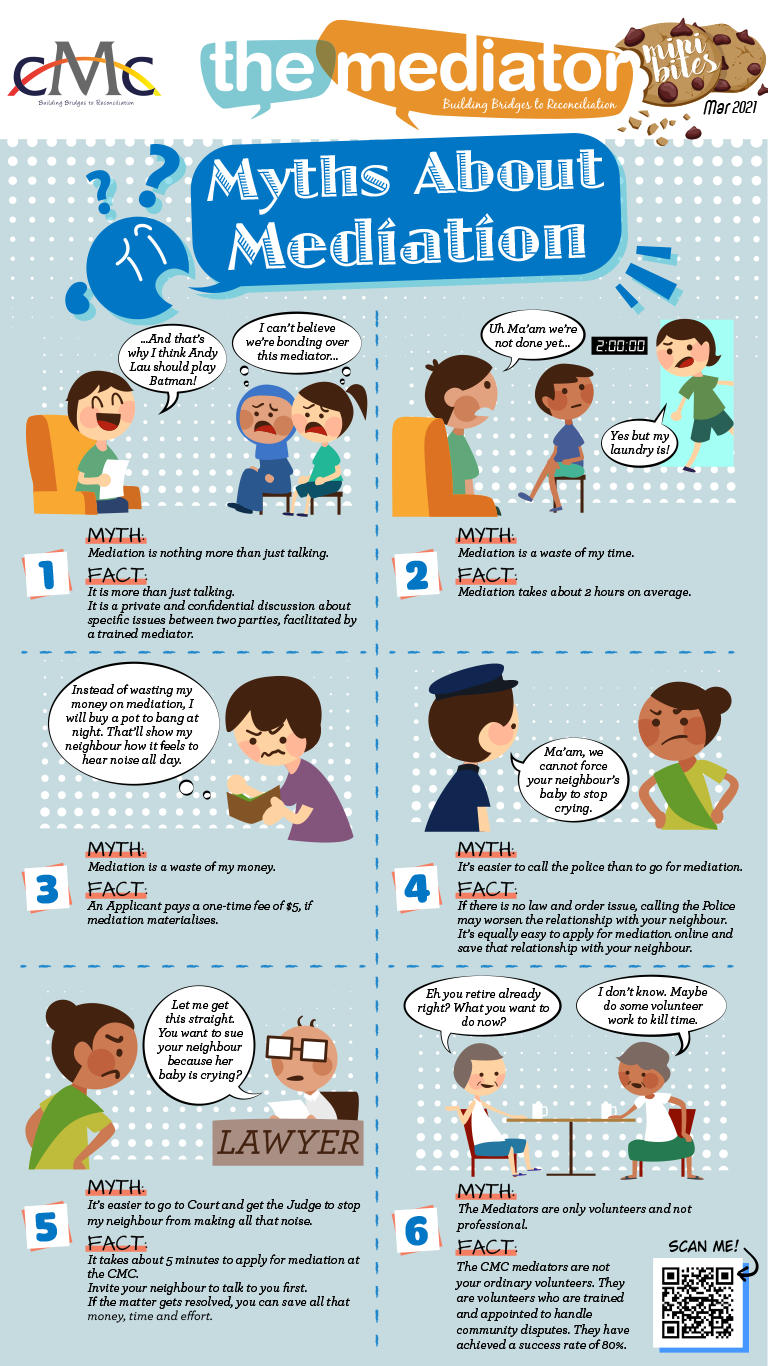 CMC
Building Bridges to Reconciliation
the mediator
Building Bridges to Reconciliation
mini
bites
Mar 2021
Myths About
Mediation
...And that's
why I think Andy
Lau should play
Batman!
I can't believe
we're bonding over
this mediator...
MYTH:
Mediation is nothing more than just talking.
1
FACT:
It is more than just talking.
It is a private and confidential discussion about
specific issues between two parties, facilitated by
a trained mediator.
Uh Ma'am we're
not done yet...
2:00:00
Yes but my
laundry is!
MYTH:
Mediation is a waste of my time.
2
FACT:
Mediation takes about 2 hours on average.
Instead of wasting my
money on mediation, I
will buy a pot to bang at
night. That'll show my
neighbour how it feels to
hear noise all day.
MYTH:
Mediation is a waste of my money.
3
FACT:
An Applicant pays a one-time fee of $5, if
mediation materialises.
Ma'am, we
cannot force
your neighbour's
baby to stop
crying.
MYTH:
It's easier to call the police than to go for mediation.
4
FACT:
If there is no law and order issue, calling the Police
may worsen the relationship with your neighbour.
It's equally easy to apply for mediation online and
save that relationship with your neighbour.
Let me get
this straight.
You want to sue
your neighbour
because her
baby is crying?
LAWYER
MYTH:
It's easier to go to Court and get the Judge to stop
my neighbour from making all that noise.
5
FACT:
It takes about 5 minutes to apply for mediation at
the CMC.
Invite your neighbour to talk to you first.
If the matter gets resolved, you can save all that
money, time and effort.
Eh you retire already
right? What you want to
do now?
I don't know. Maybe
do some volunteer
work to kill time.
MYTH:
The Mediators are only volunteers and not
professional.
6
FACT:
The CMC mediators are not
your ordinary volunteers. They
are volunteers who are trained
and appointed to handle
community disputes. They have
achieved a success rate of 80%.
SCAN ME!